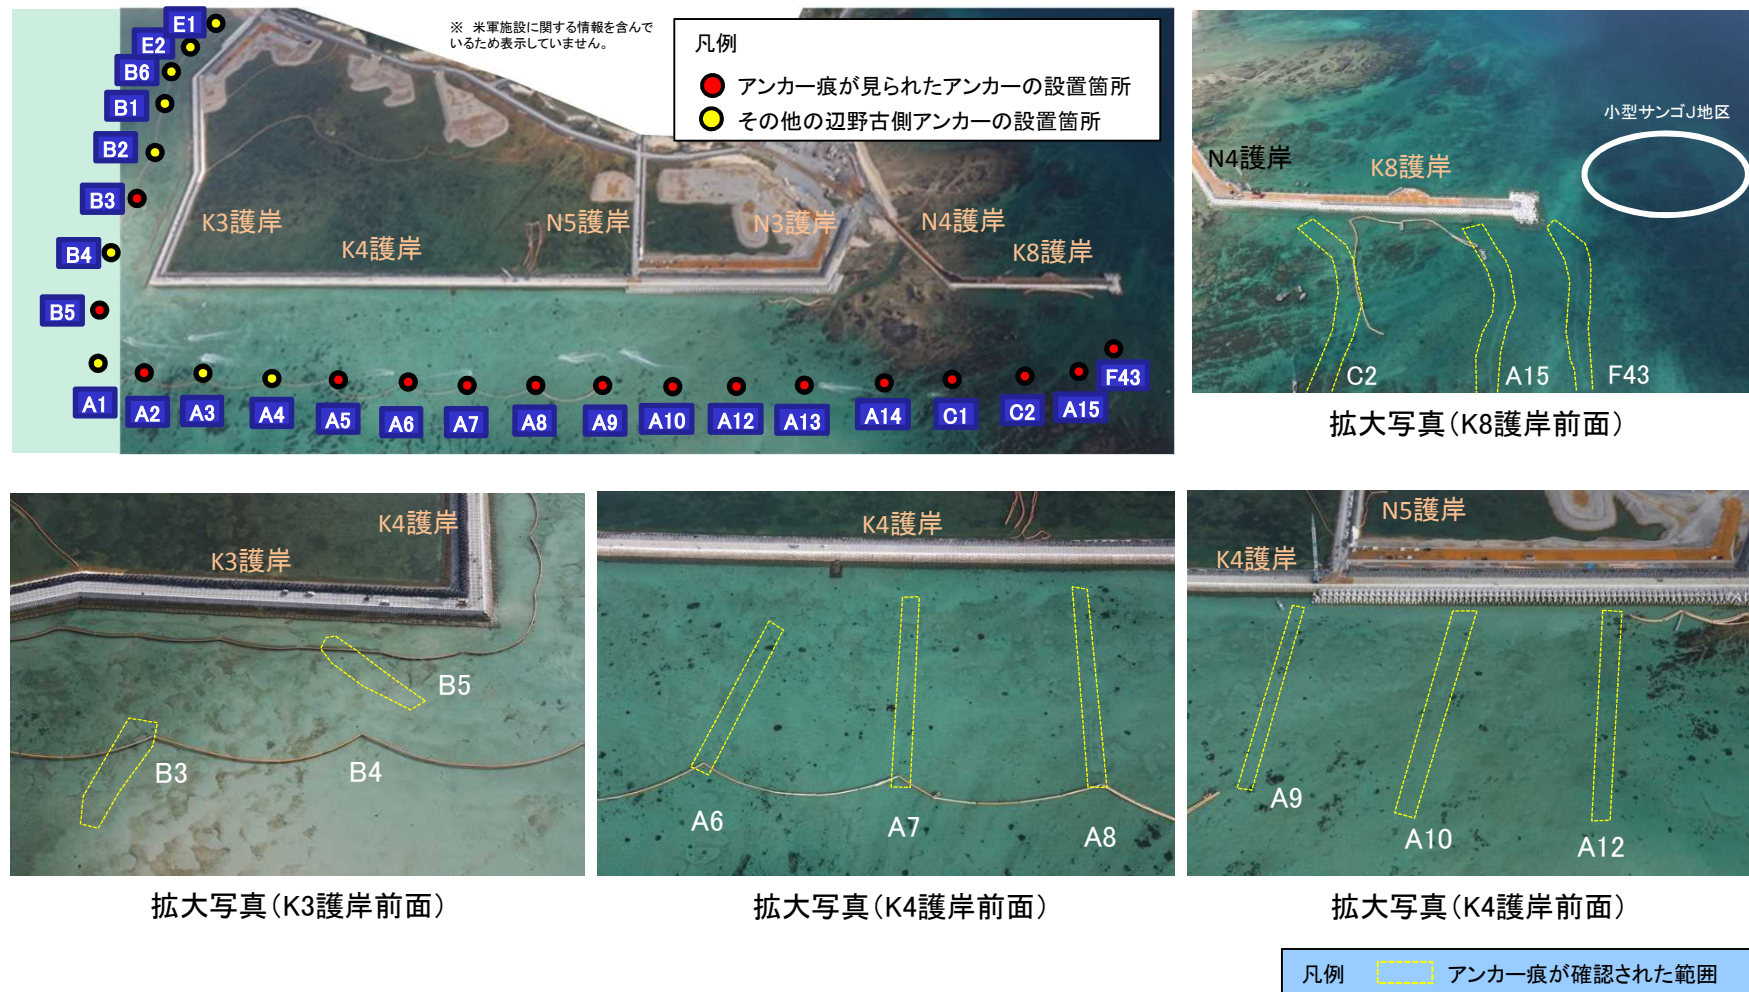 E1
E2
B6
B1
B2
B3
B4
B5
A1
A2
A3
A4
A5
A6
A7
A8
A9
A10
A12
A13
A14
C1
C2
A15
F43
※ 米軍施設に関する情報を含んで
いるため表示していません。
凡例
アンカー痕が見られたアンカーの設置箇所
その他の辺野古側アンカーの設置箇所
K3護岸
K4護岸
N5護岸
N3護岸
N4護岸
K8護岸
小型サンゴJ地区
N4護岸
K8護岸
C2
A15
F43
拡大写真(K8護岸前面)
K4護岸
K3護岸
B5
B3
B4
拡大写真(K3護岸前面)
K4護岸
A6
A7
A8
拡大写真(K4護岸前面)
N5護岸
K4護岸
A9
A10
A12
拡大写真(K4護岸前面)
凡例
アンカー痕が確認された範囲